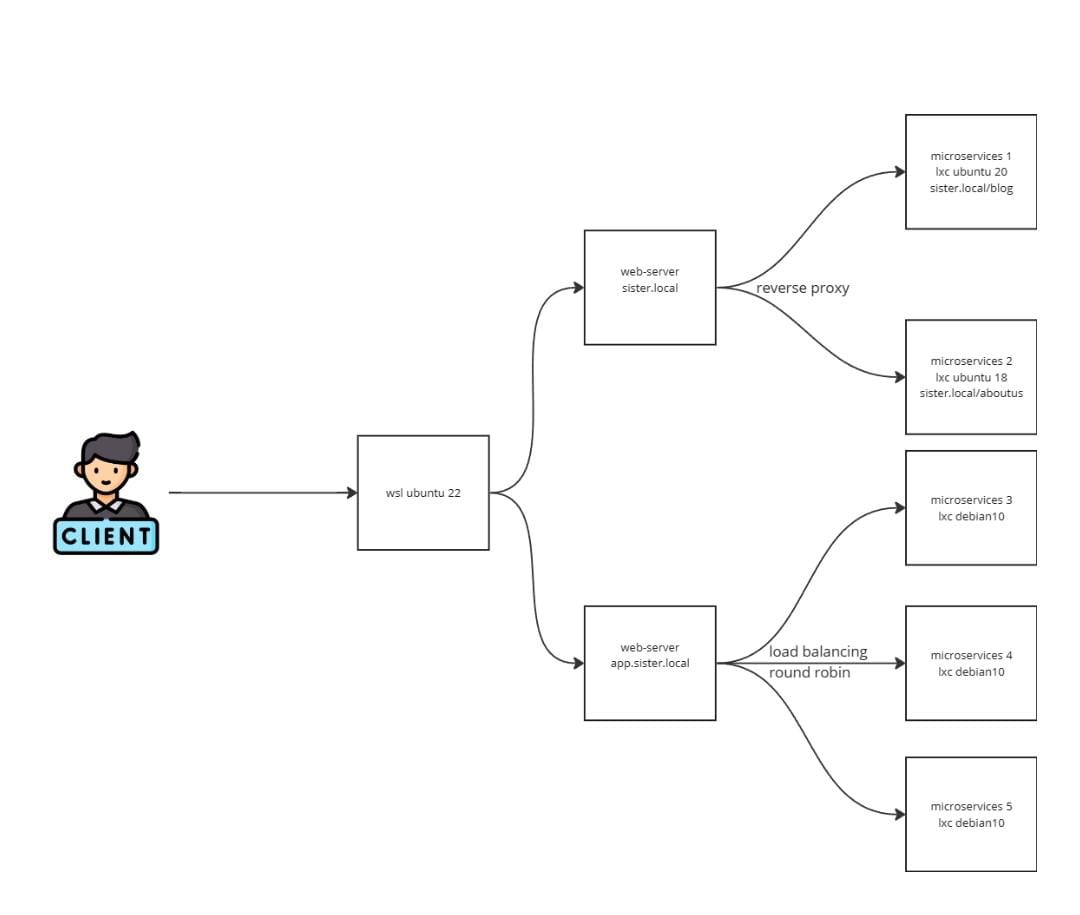 microservices 1
lxc ubuntu 20
sister.local/blog
web-server
sister.local
reverse proxy
microservices 2
lxc ubuntu 18
sister.local/aboutus
CLIENT
wsl ubuntu 22
microservices 3
lxc debian10
web-server
app.sister.local
load balancing
round robin
microservices 4
lxc debian10
microservices 5
lxc debian10